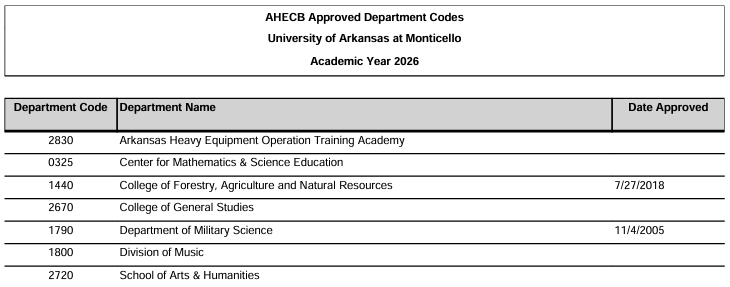 AHECB Approved Department Codes
University of Arkansas at Monticello
Academic Year 2026
Department Code Department Name Date Approved
2830 Arkansas Heavy Equipment Operation Training Academy
0325 Center for Mathematics & Science Education
1440 College of Forestry, Agriculture and Natural Resources 7/27/2018
2670 College of General Studies
1790 Department of Military Science 11/4/2005
1800 Division of Music
2720 School of Arts & Humanities